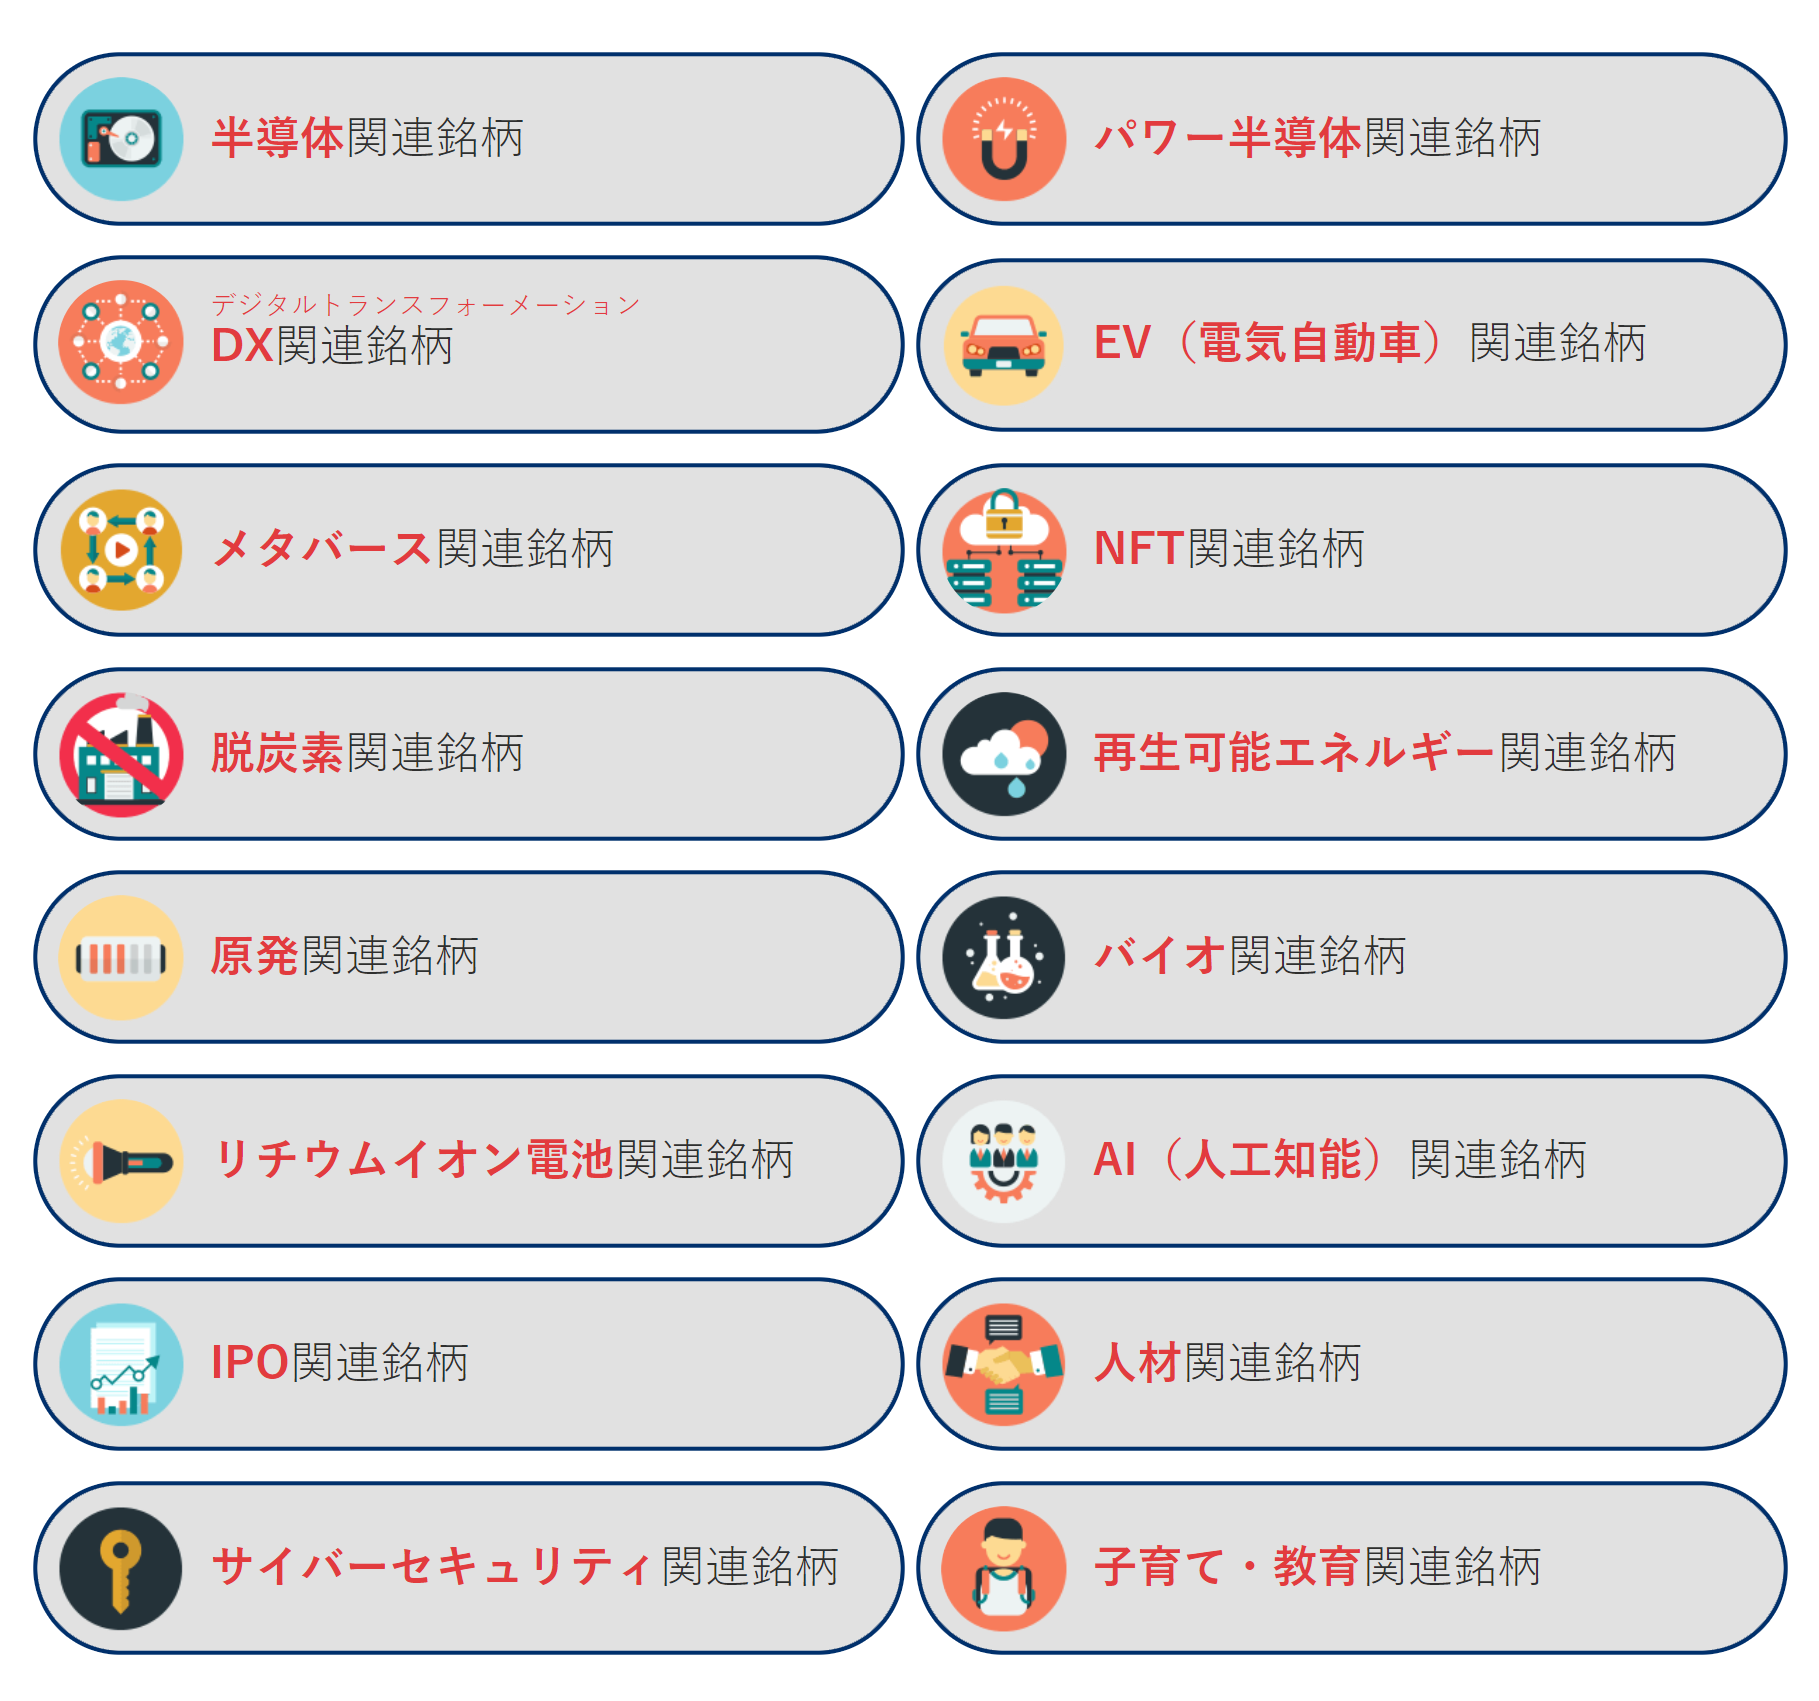 半導体関連銘柄
パワー半導体関連銘柄
デジタルトランスフォーメーション
DX関連銘柄
EV（電気自動車）関連銘柄
メタバース関連銘柄
NFT関連銘柄
脱炭素関連銘柄
再生可能エネルギー関連銘柄
原発関連銘柄
バイオ関連銘柄
リチウムイオン電池関連銘柄
AI（人工知能）関連銘柄
IPO関連銘柄
人材関連銘柄
サイバーセキュリティ関連銘柄
子育て・教育関連銘柄